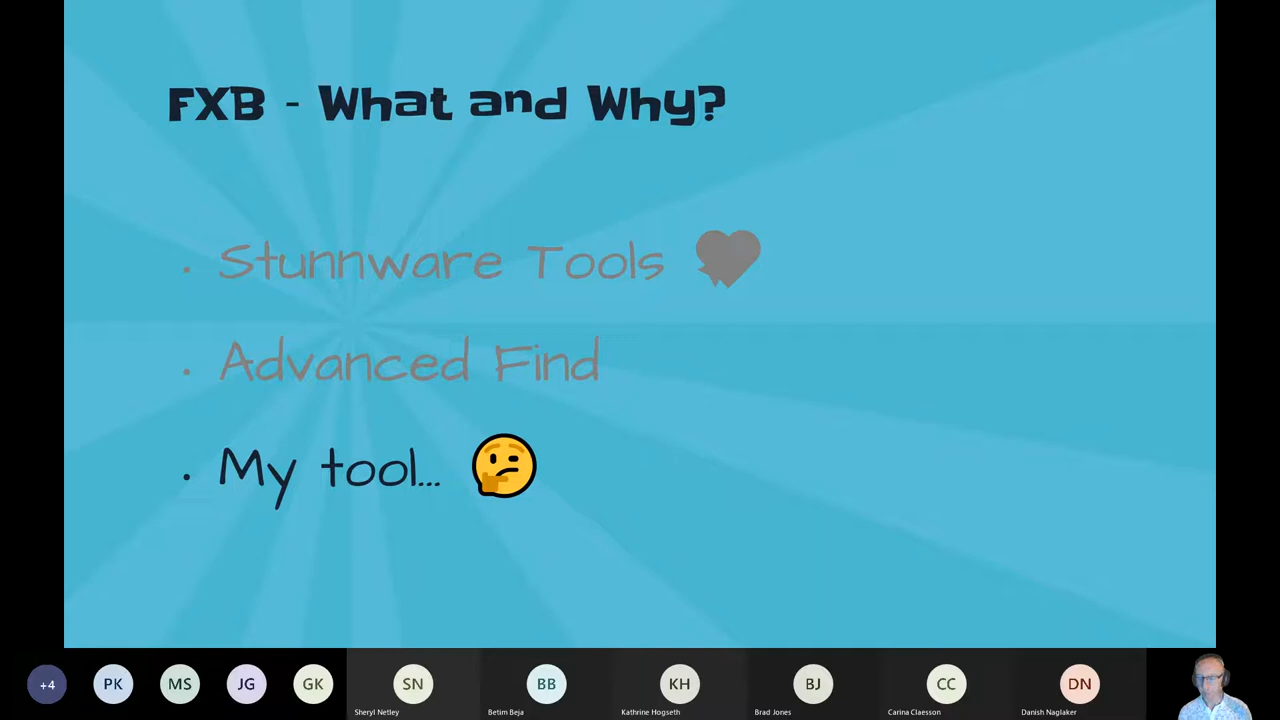 FXB - What and Why?
• Stunnware Tools
• Advanced Find
• My tool...
+4 PK MS JG GK SN BB KH BJ CC DN
Sheryl Netley Betim Beja Kathrine Hogseth Brad Jones Carina Claesson Danish Naglaker